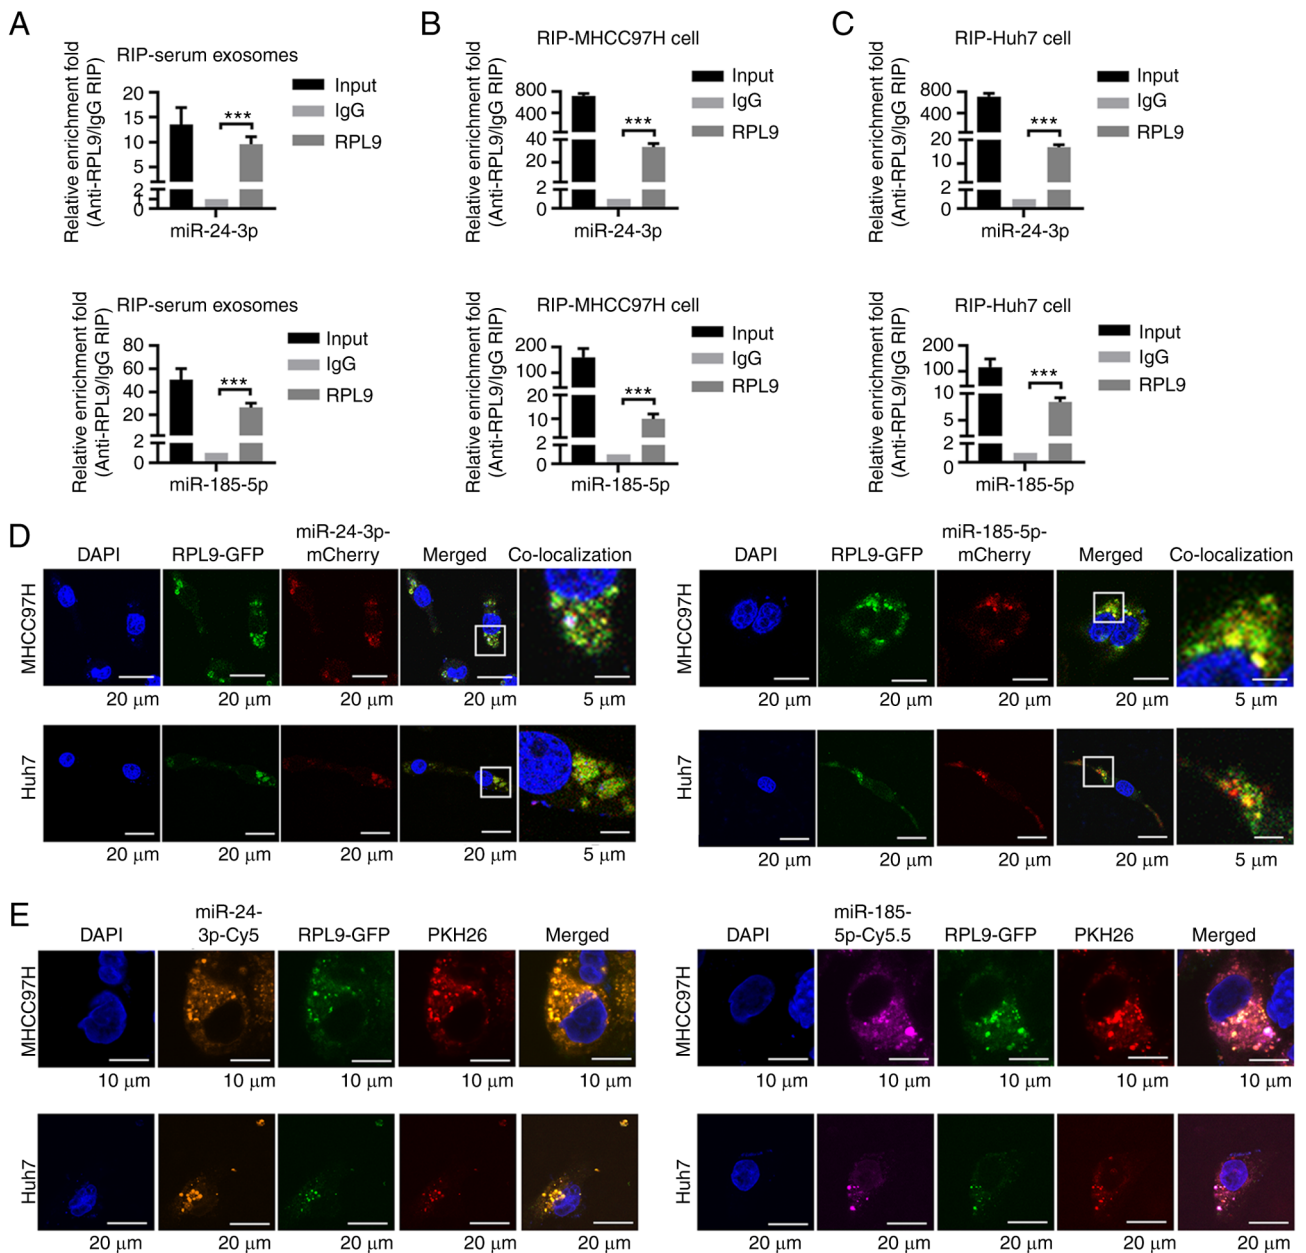 A
RIP-serum exosomes
Relative enrichment fold
(Anti-RPL9/IgG RIP)
20
15
10
5
2
1
0
miR-24-3p
***
Input
IgG
RPL9
B
RIP-MHCC97H cell
Relative enrichment fold
(Anti-RPL9/IgG RIP)
800
400
40
20
2
0
miR-24-3p
***
Input
IgG
RPL9
C
RIP-Huh7 cell
Relative enrichment fold
(Anti-RPL9/IgG RIP)
800
400
20
10
2
0
miR-24-3p
***
Input
IgG
RPL9
RIP-serum exosomes
Relative enrichment fold
(Anti-RPL9/IgG RIP)
80
60
40
20
2
0
miR-185-5p
***
Input
IgG
RPL9
RIP-MHCC97H cell
Relative enrichment fold
(Anti-RPL9/IgG RIP)
200
100
20
10
2
0
miR-185-5p
***
Input
IgG
RPL9
RIP-Huh7 cell
Relative enrichment fold
(Anti-RPL9/IgG RIP)
200
100
10
5
2
0
miR-185-5p
***
Input
IgG
RPL9
D
DAPI
RPL9-GFP
miR-24-3p-
mCherry
Merged
Co-localization
MHCC97H
20 μm
20 μm
20 μm
20 μm
5 μm
Huh7
20 μm
20 μm
20 μm
20 μm
5 μm
DAPI
RPL9-GFP
miR-185-5p-
mCherry
Merged
Co-localization
MHCC97H
20 μm
20 μm
20 μm
20 μm
5 μm
Huh7
20 μm
20 μm
20 μm
20 μm
5 μm
E
DAPI
miR-24-
3p-Cy5
RPL9-GFP
PKH26
Merged
MHCC97H
10 μm
10 μm
10 μm
10 μm
10 μm
Huh7
20 μm
20 μm
20 μm
20 μm
20 μm
DAPI
miR-185-
5p-Cy5.5
RPL9-GFP
PKH26
Merged
MHCC97H
10 μm
10 μm
10 μm
10 μm
10 μm
Huh7
20 μm
20 μm
20 μm
20 μm
20 μm